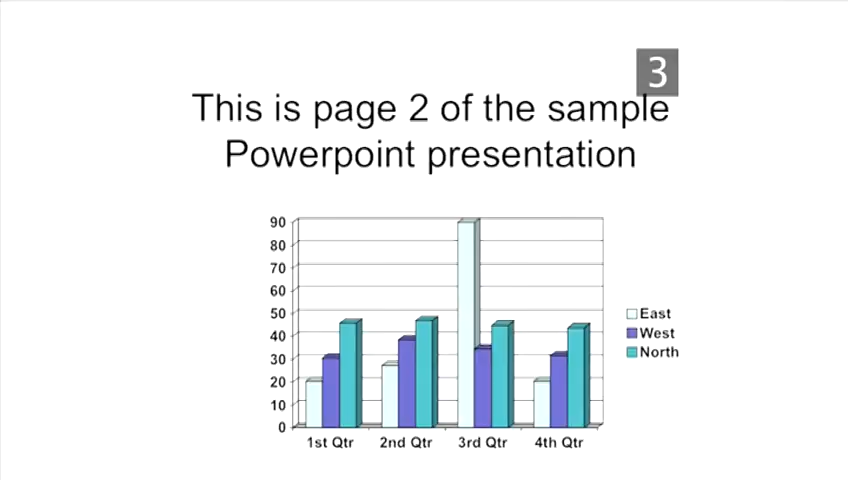 3
This is page 2 of the sample
Powerpoint presentation
90
80
70
60
50
40
30
20
10
0
1st Qtr 2nd Qtr 3rd Qtr 4th Qtr
East
West
North